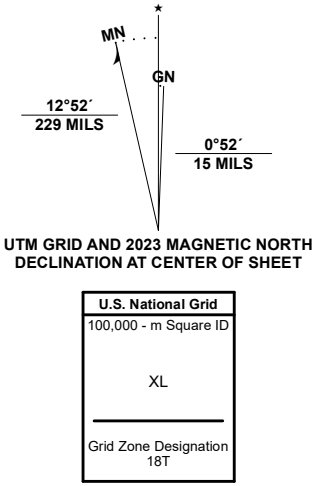 MN
GN
12°52´
229 MILS
0°52´
15 MILS
UTM GRID AND 2023 MAGNETIC NORTH
DECLINATION AT CENTER OF SHEET
U.S. National Grid
100,000 - m Square ID
XL
Grid Zone Designation
18T